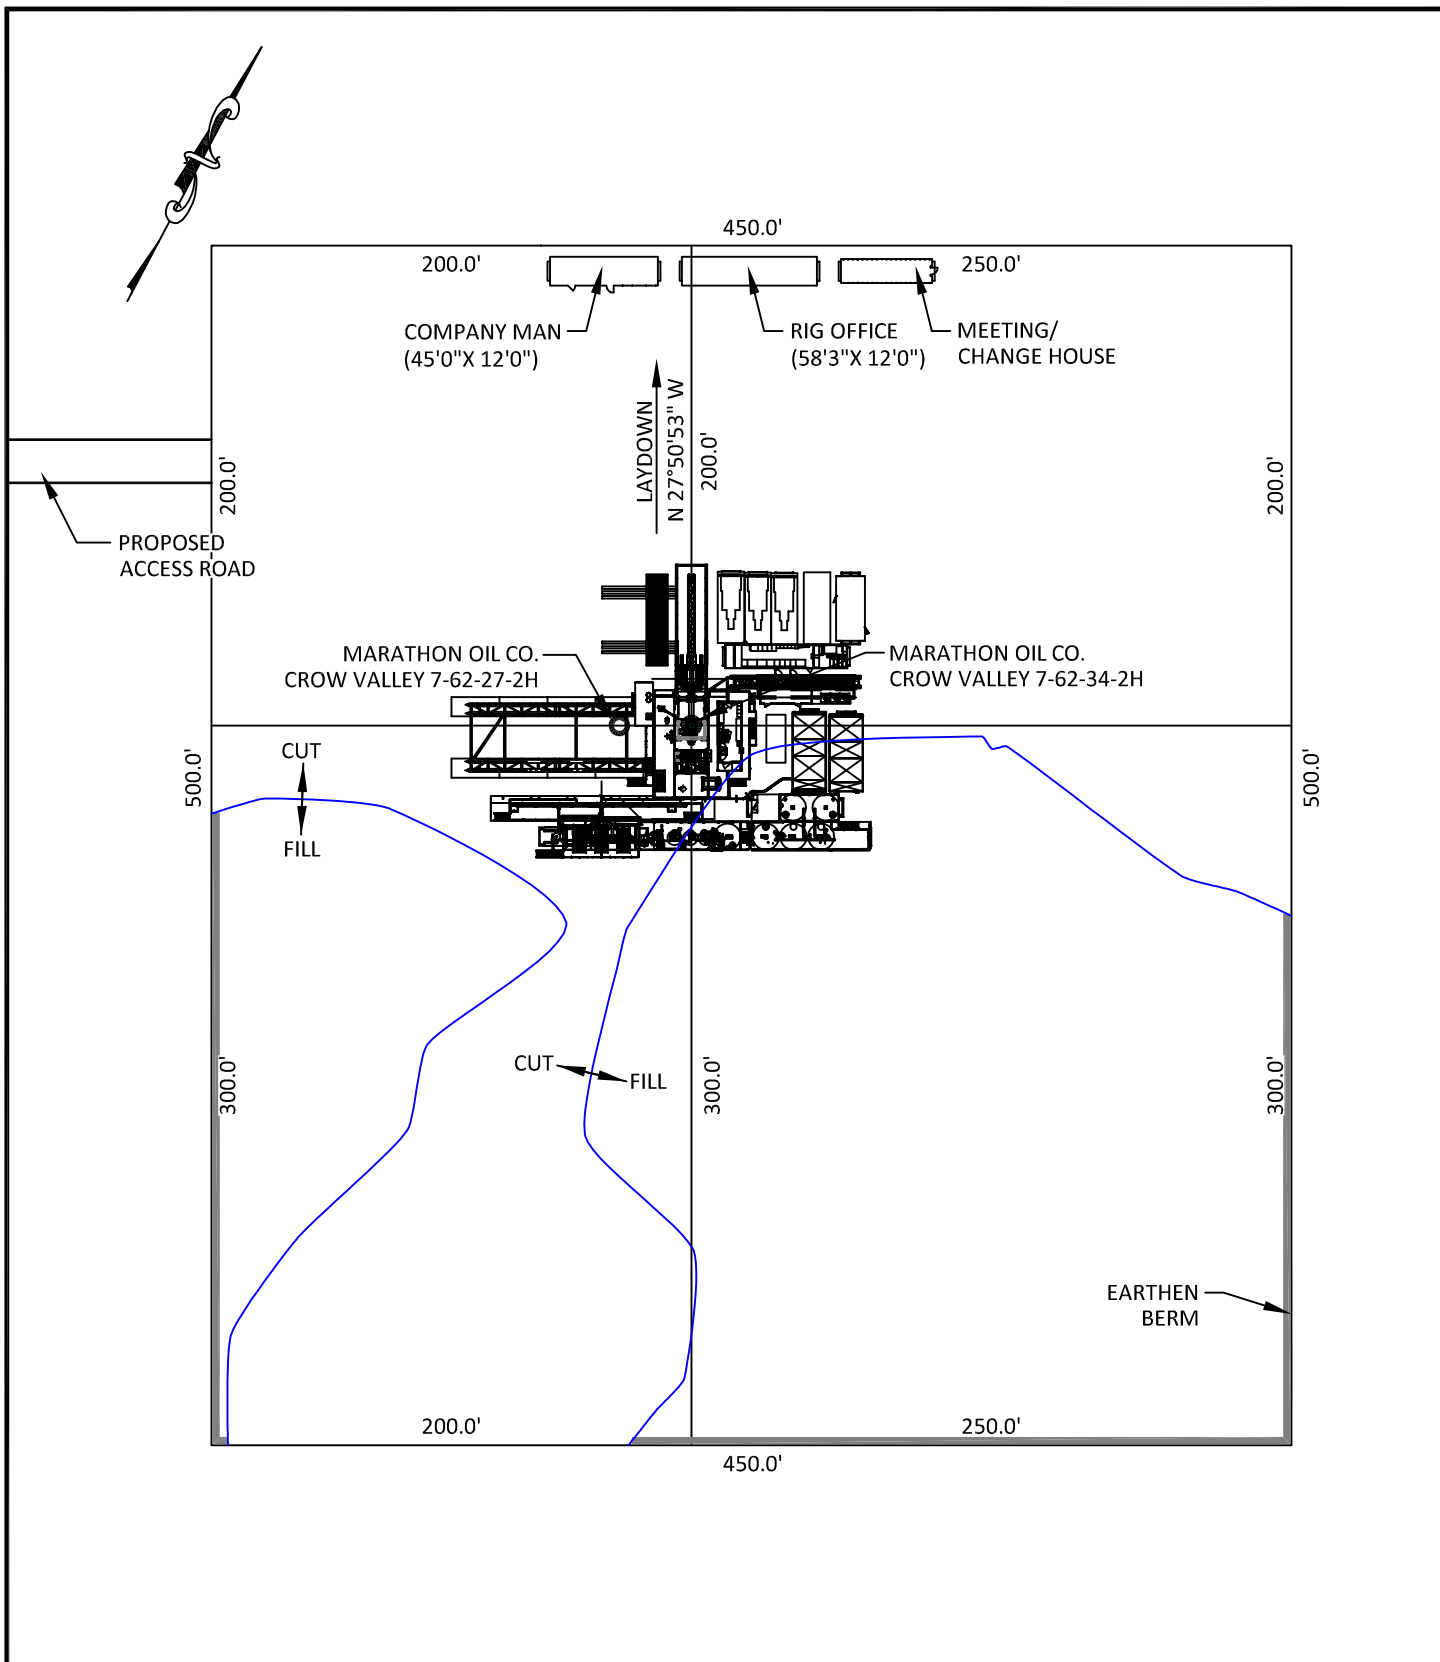 450.0'
200.0'
250.0'
COMPANY MAN
(45'0"X 12'0")
RIG OFFICE
(58'3"X 12'0")
MEETING/
CHANGE HOUSE
LAYDOWN
N 27°50'53" W
200.0'
200.0'
200.0'
PROPOSED
ACCESS ROAD
MARATHON OIL CO.
CROW VALLEY 7-62-27-2H
MARATHON OIL CO.
CROW VALLEY 7-62-34-2H
500.0'
500.0'
CUT
FILL
CUT
FILL
300.0'
300.0'
300.0'
EARTHEN
BERM
200.0'
250.0'
450.0'